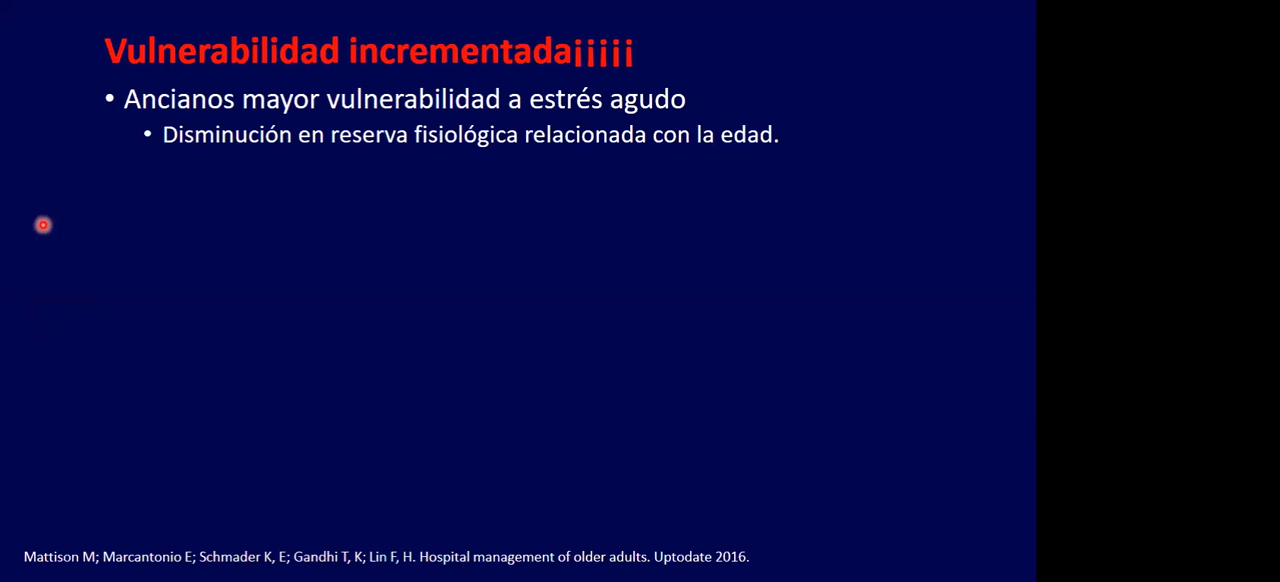 Vulnerabilidad incrementada¡¡¡¡¡
• Ancianos mayor vulnerabilidad a estrés agudo
• Disminución en reserva fisiológica relacionada con la edad.
Mattison M; Marcantonio E; Schmader K, E; Gandhi T, K; Lin F, H. Hospital management of older adults. Uptodate 2016.